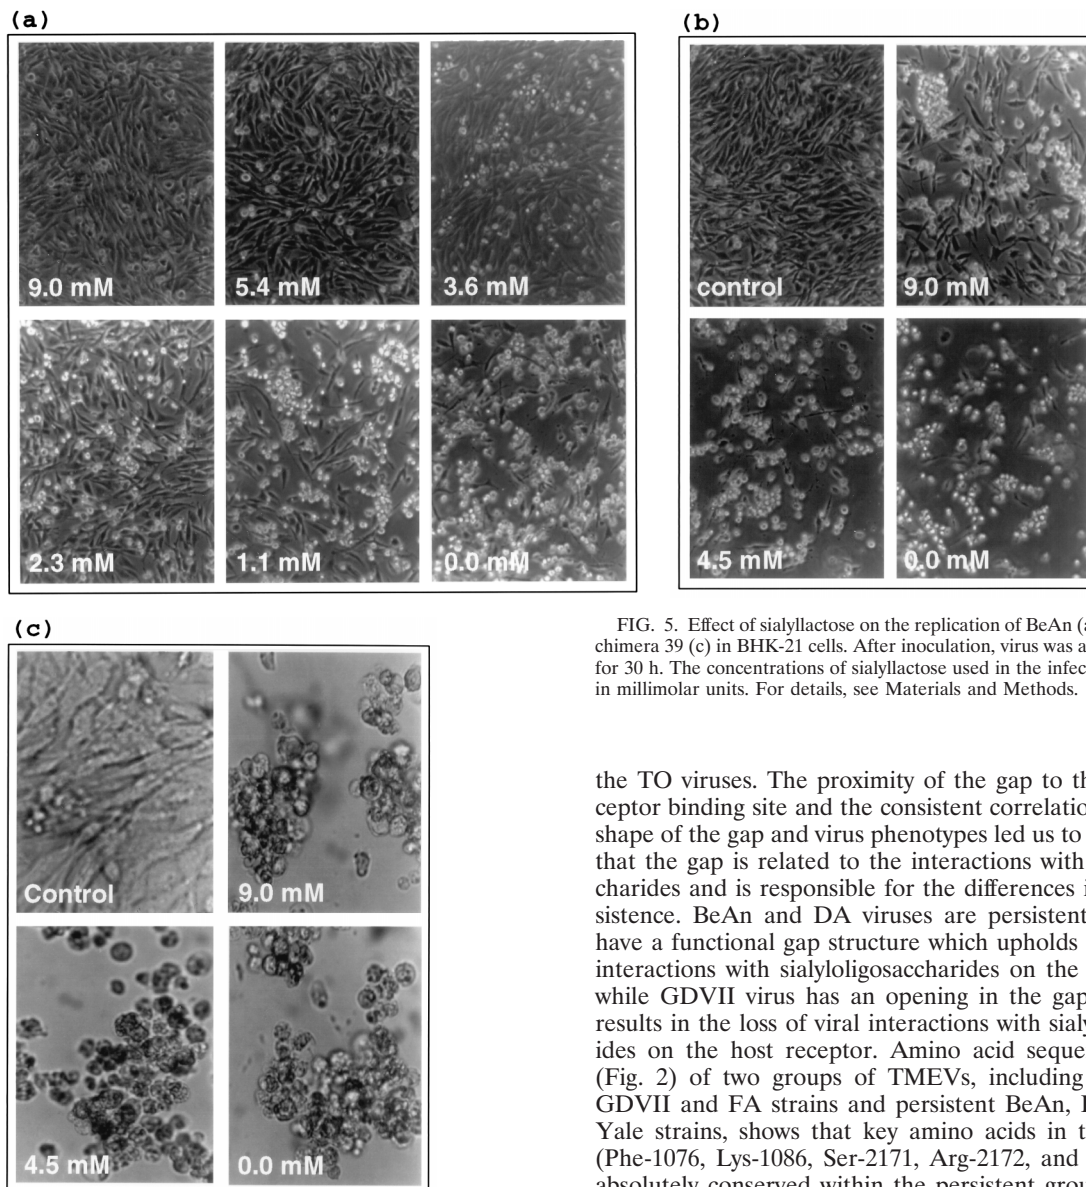 (a)
9.0 mM
5.4 mM
3.6 mM
2.3 mM
1.1 mM
0.0 mM
(b)
control
9.0 mM
4.5 mM
0.0 mM
(c)
Control
9.0 mM
4.5 mM
0.0 mM
FIG. 5. Effect of sialyllactose on the replication of BeAn (a
chimera 39 (c) in BHK-21 cells. After inoculation, virus was a
for 30 h. The concentrations of sialyllactose used in the infec
in millimolar units. For details, see Materials and Methods.
the TO viruses. The proximity of the gap to th
ceptor binding site and the consistent correlatio
shape of the gap and virus phenotypes led us to
that the gap is related to the interactions with
charides and is responsible for the differences i
sistence. BeAn and DA viruses are persistent
have a functional gap structure which upholds
interactions with sialyloligosaccharides on the
while GDVII virus has an opening in the gap
results in the loss of viral interactions with sialy
ides on the host receptor. Amino acid seque
(Fig. 2) of two groups of TMEVs, including
GDVII and FA strains and persistent BeAn,
Yale strains, shows that key amino acids in t
(Phe-1076, Lys-1086, Ser-2171, Arg-2172, and
absolutely conserved within the persistent grou